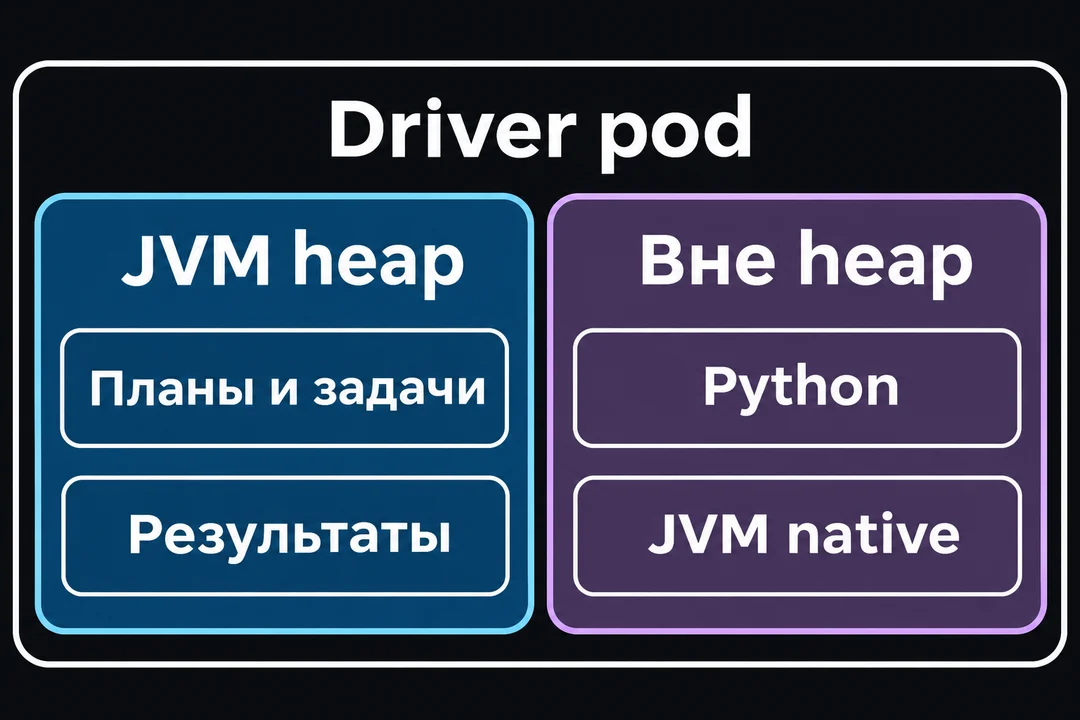 Driver pod
JVM heap
Планы и задачи
Результаты
Вне heap
Python
JVM native